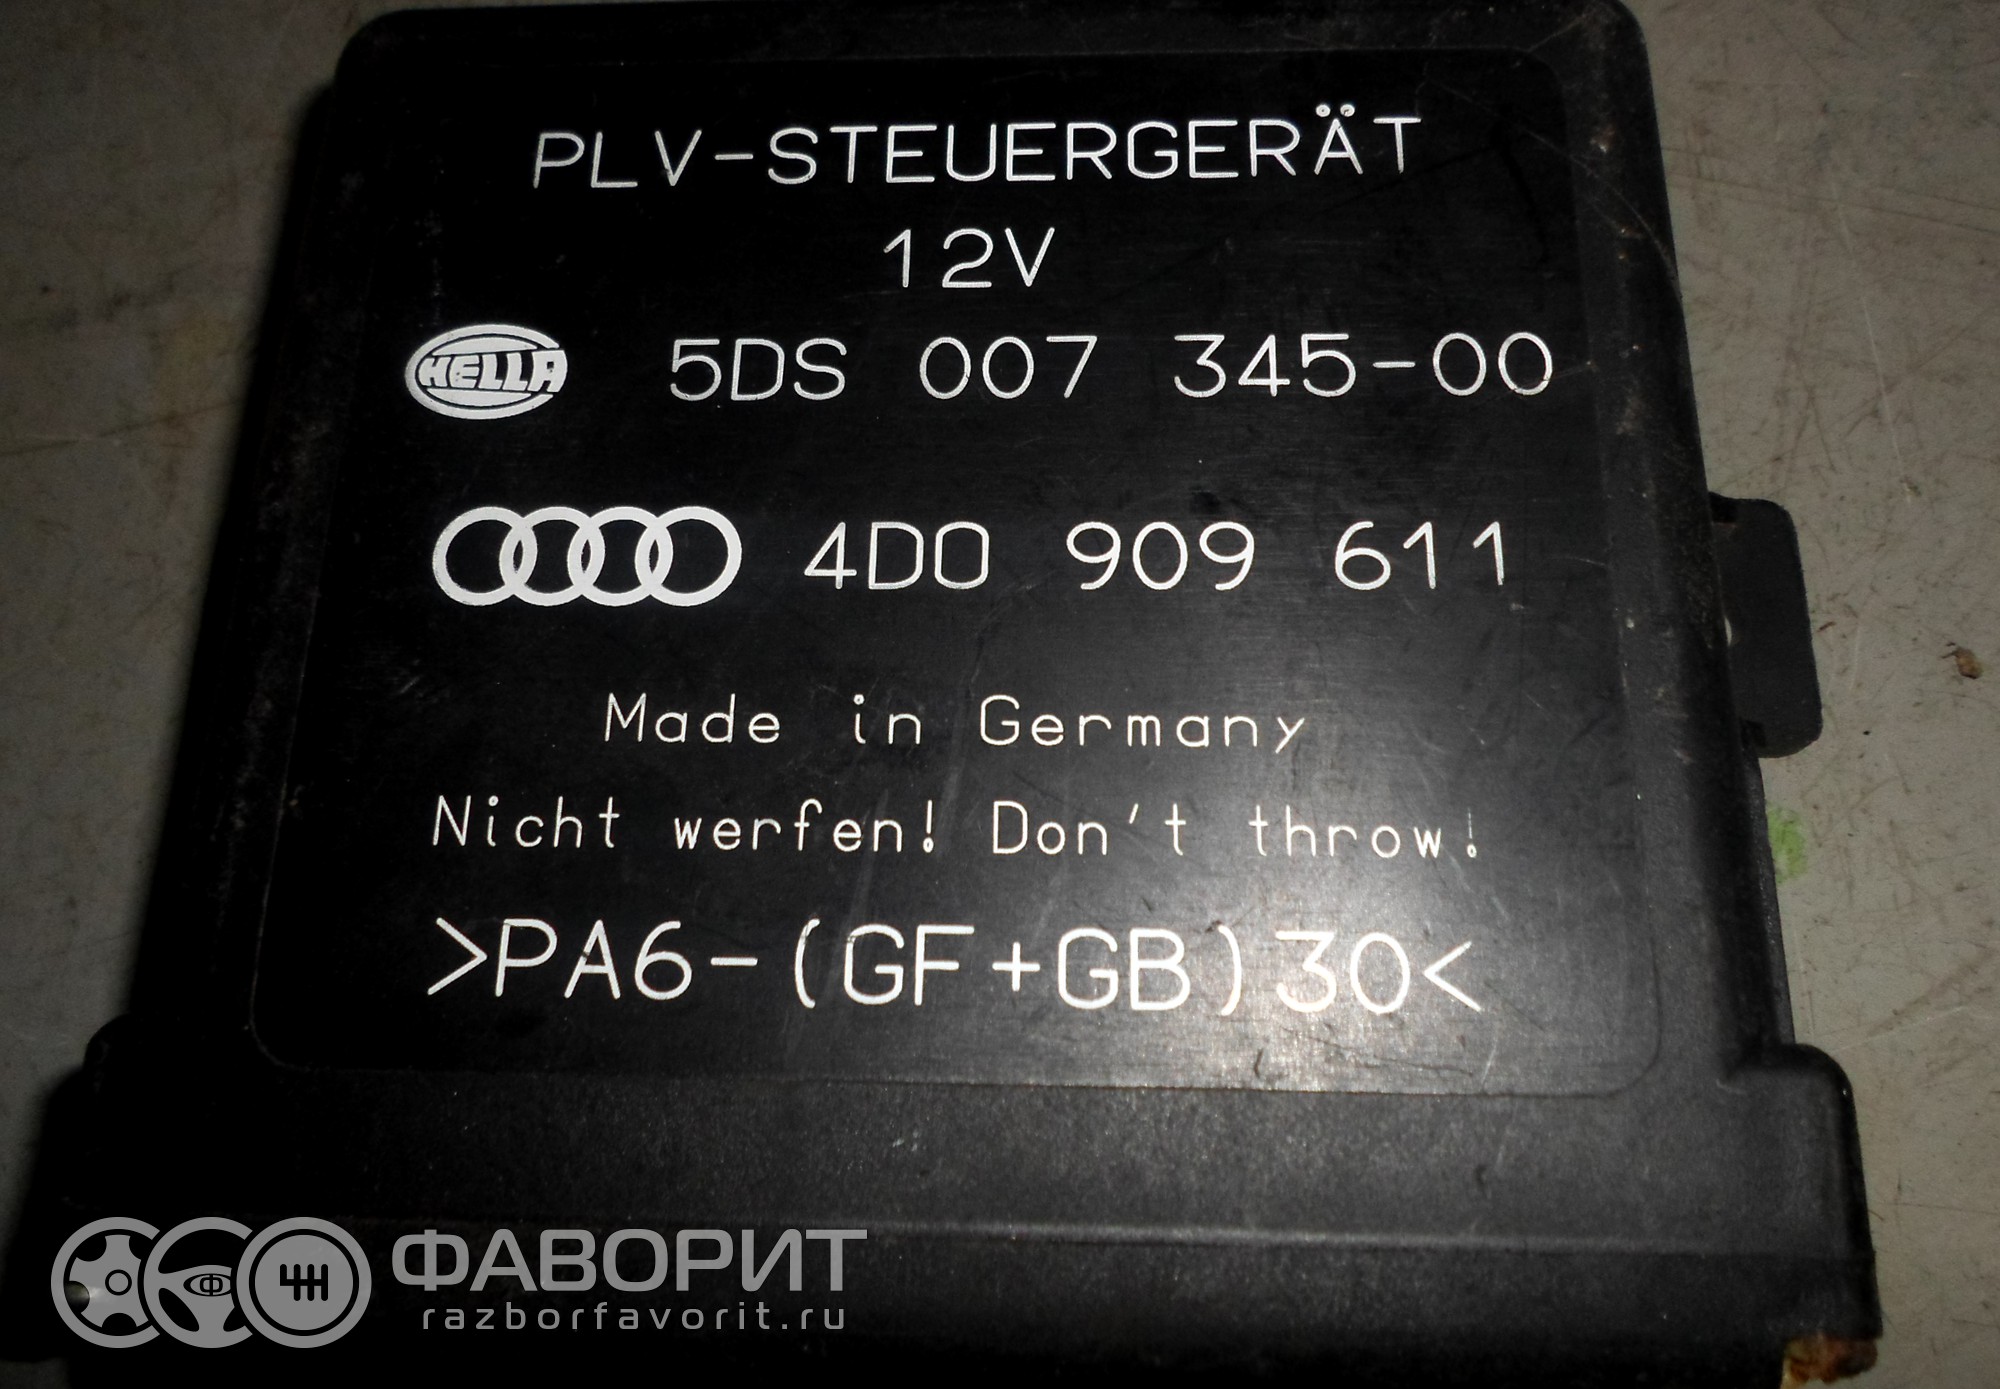 PLV-STEUERGERÄT
12V
HELLA 5DS 007 345-00
4D0 909 611
Made in Germany
Nicht werfen! Don't throw!
>PA6-(GF+GB)30<
ФАВОРИТ
razborfavorit.ru